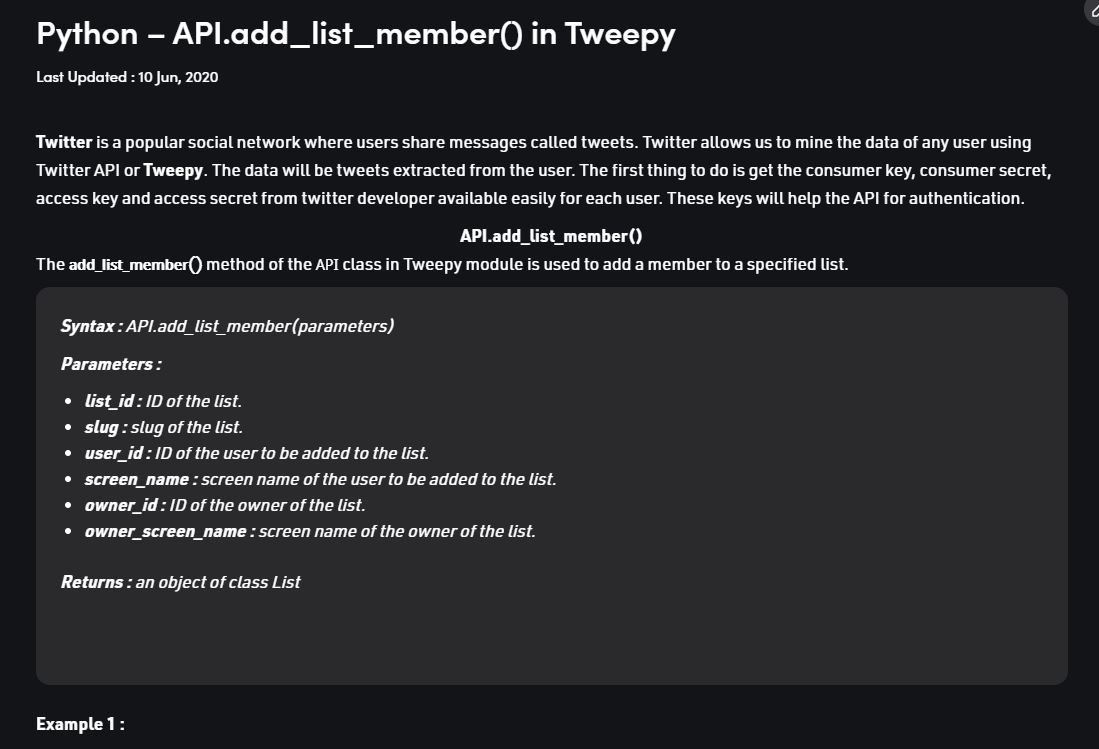 Python – API.add_list_member() in Tweepy
Last Updated : 10 Jun, 2020
Twitter is a popular social network where users share messages called tweets. Twitter allows us to mine the data of any user using
Twitter API or Tweepy. The data will be tweets extracted from the user. The first thing to do is get the consumer key, consumer secret,
access key and access secret from twitter developer available easily for each user. These keys will help the API for authentication.
API.add_list_member()
The add_list_member() method of the API class in Tweepy module is used to add a member to a specified list.
Syntax : API.add_list_member(parameters)
Parameters :
• list_id : ID of the list.
• slug : slug of the list.
• user_id : ID of the user to be added to the list.
• screen_name : screen name of the user to be added to the list.
• owner_id : ID of the owner of the list.
• owner_screen_name : screen name of the owner of the list.
Returns : an object of class List
Example 1 :